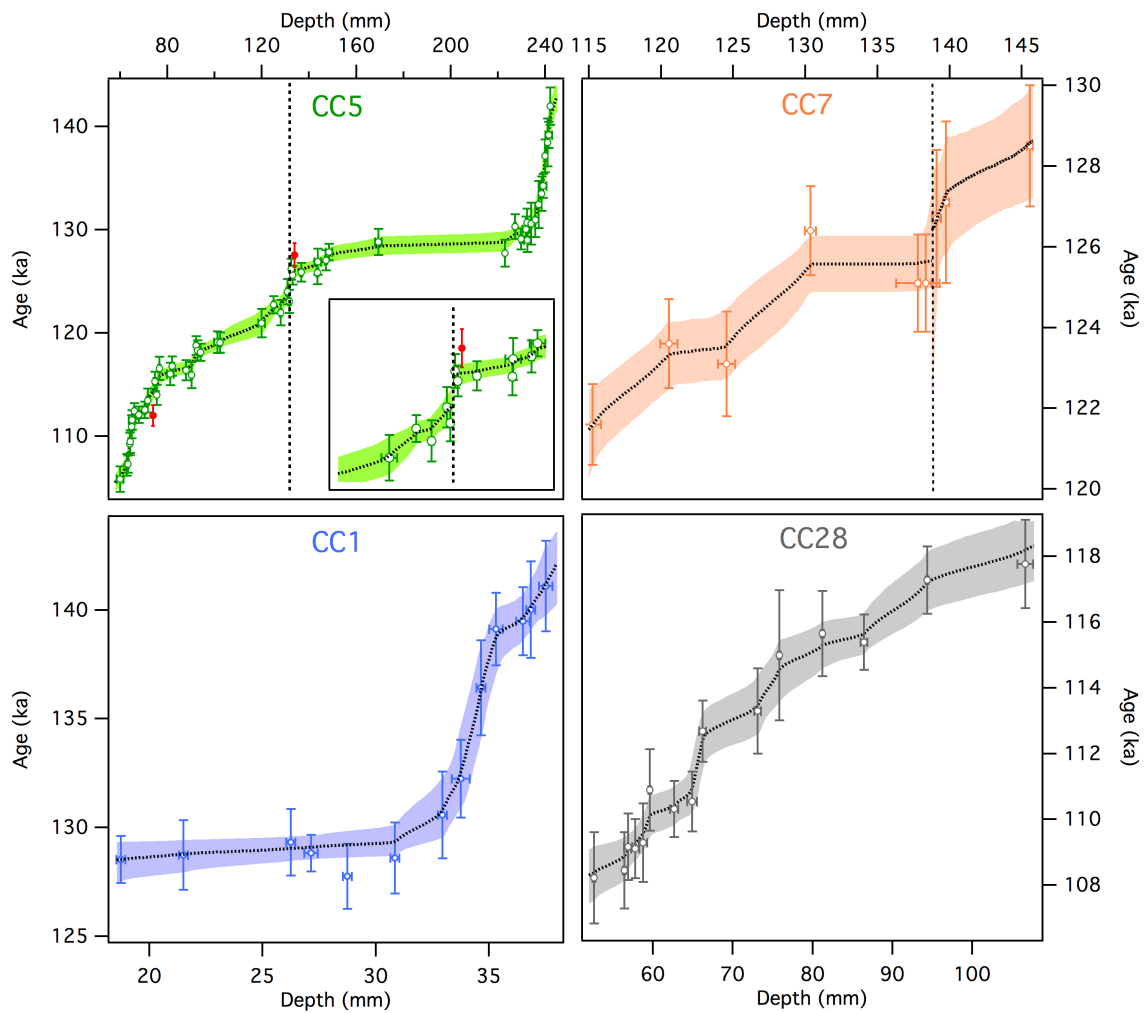 Depth (mm)
Depth (mm)
80 120 160 200 240
115 120 125 130 135 140 145
CC5
CC7
Age (ka)
140
130
120
110
130
128
126
124
122
120
Age (ka)
CC1
CC28
Age (ka)
140
135
130
125
118
116
114
112
110
108
Age (ka)
20 25 30 35
60 70 80 90 100
Depth (mm)
Depth (mm)